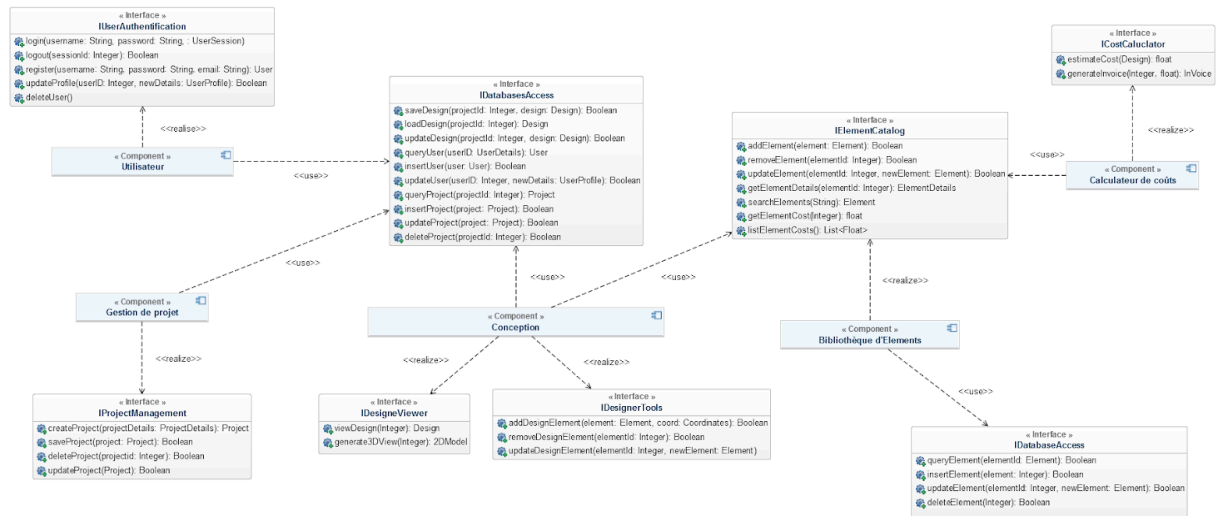 « Interface »
IUserAuthentification
login(username: String, password: String, : UserSession)
logout(sessionId: Integer): Boolean
register(username: String, password: String, email: String): User
updateProfile(userID: Integer, newDetails: UserProfile): Boolean
deleteUser()
<<realise>>
« Component »
Utilisateur
<<use>>
« Interface »
IDatabasesAccess
saveDesign(projectId: Integer, design: Design): Boolean
loadDesign(projectId: Integer): Design
updateDesign(projectId: Integer, design: Design): Boolean
queryUser(userID: UserDetails): User
insertUser(user: User): Boolean
updateUser(userID: Integer, newDetails: UserProfile): Boolean
queryProject(projectId: Integer): Project
insertProject(project: Project): Boolean
updateProject(project: Project): Boolean
deleteProject(projectId: Integer): Boolean
« Interface »
IElementCatalog
addElement(element: Element): Boolean
removeElement(elementId: Integer): Boolean
updateElement(elementId: Integer, newElement: Element): Boolean
getElementDetails(elementId: Integer): ElementDetails
searchElements(String): Element
getElementCost(Integer): float
listElementCosts(): List<Float>
« Interface »
ICostCaluclator
estimateCost(Design): float
generateInvoice(Integer, float): InVoice
<<realize>>
<<use>>
« Component »
Calculateur de coûts
<<use>>
<<use>>
<<use>>
<<realize>>
« Component »
Gestion de projet
« Component »
Conception
« Component »
Bibliothèque d'Elements
<<realize>>
<<realize>>
<<realize>>
<<use>>
« Interface »
IProjectManagement
createProject(projectDetails: ProjectDetails): Project
saveProject(project: Project): Boolean
deleteProject(projectid: Integer): Boolean
updateProject(Project): Boolean
« Interface »
IDesigneViewer
viewDesign(Integer): Design
generate3DView(Integer): 2DModel
« Interface »
IDesignerTools
addDesignElement(element: Element, coord: Coordinates): Boolean
removeDesignElement(elementId: Integer): Boolean
updateDesignElement(elementId: Integer, newElement: Element)
« Interface »
IDatabaseAccess
queryElement(elementId: Element): Boolean
insertElement(element: Integer): Boolean
updateElement(elementId: Integer, newElement: Element): Boolean
deleteElement(Integer): Boolean